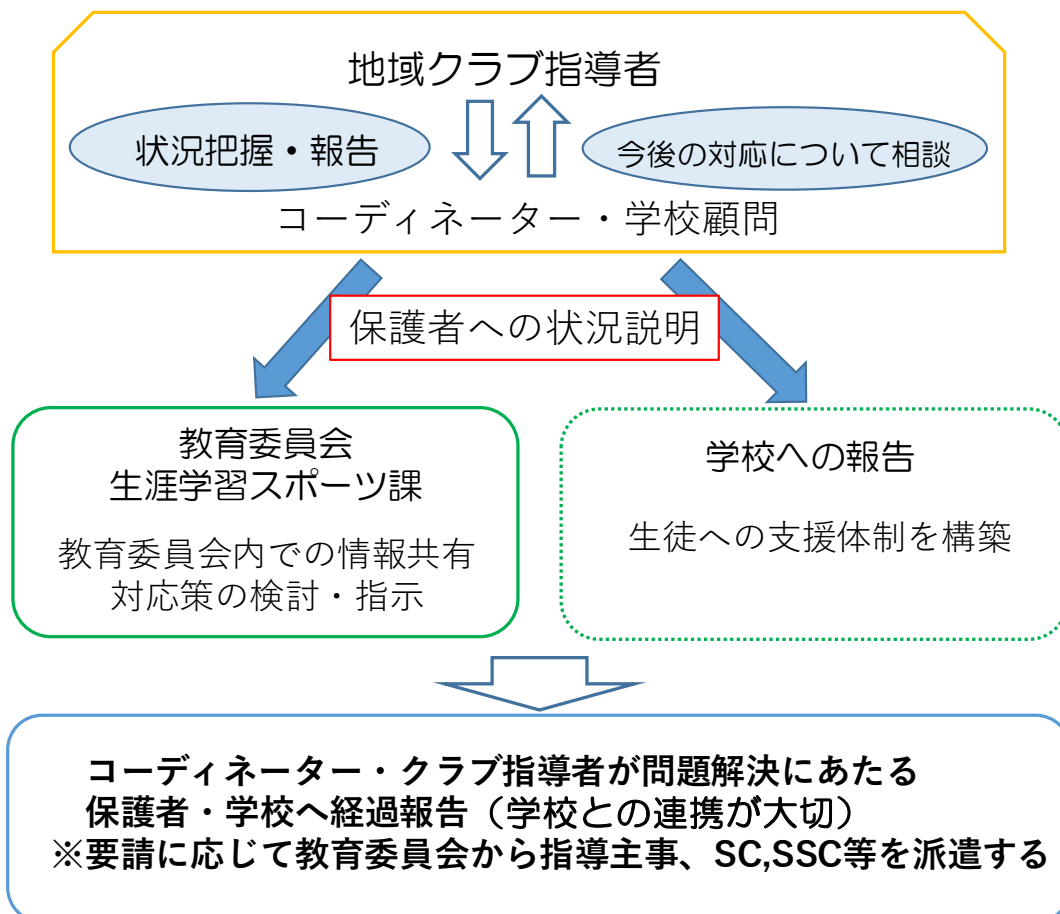 地域クラブ指導者
状況把握・報告
今後の対応について相談
コーディネーター・学校顧問
保護者への状況説明
教育委員会
生涯学習スポーツ課
教育委員会内での情報共有
対応策の検討・指示
学校への報告
生徒への支援体制を構築
コーディネーター・クラブ指導者が問題解決にあたる
保護者・学校へ経過報告（学校との連携が大切）
※要請に応じて教育委員会から指導主事、SC,SSC等を派遣する